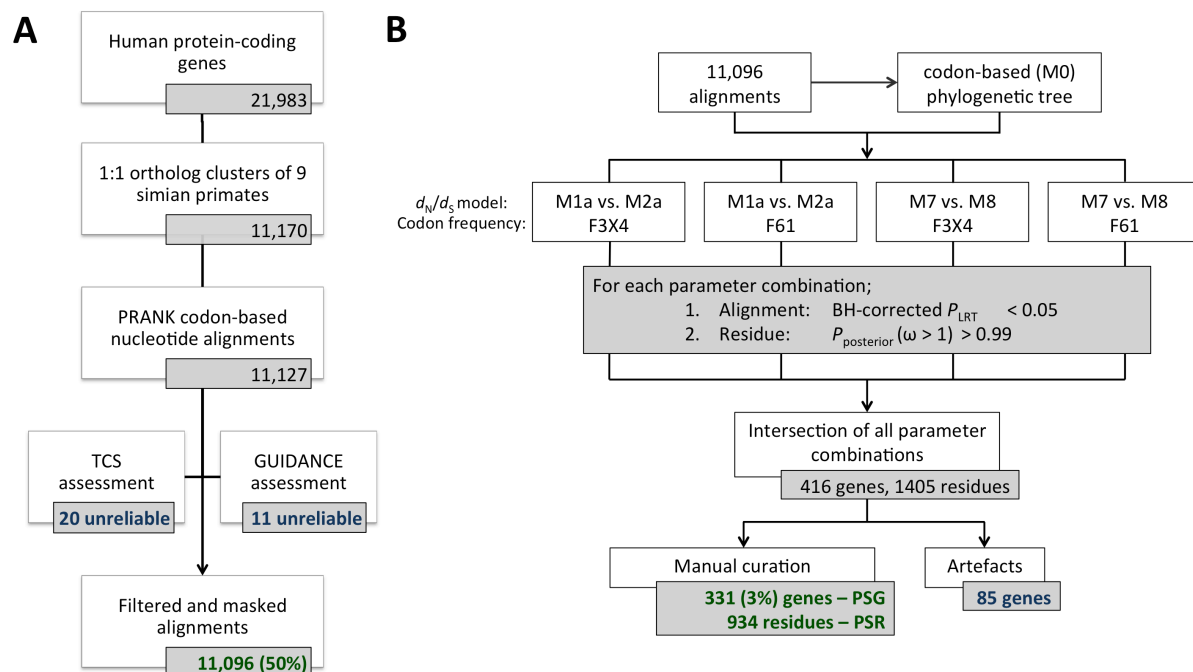 A
Human protein-coding
genes
21,983
1:1 ortholog clusters of 9
simian primates
11,170
PRANK codon-based
nucleotide alignments
11,127
TCS
assessment
20 unreliable
GUIDANCE
assessment
11 unreliable
Filtered and masked
alignments
11,096 (50%)
B
11,096
alignments
codon-based (M0)
phylogenetic tree
dN/dS model:
Codon frequency:
M1a vs. M2a
F3X4
M1a vs. M2a
F61
M7 vs. M8
F3X4
M7 vs. M8
F61
For each parameter combination;
1. Alignment: BH-corrected PLRT < 0.05
2. Residue: Pposterior (ω > 1) > 0.99
Intersection of all parameter
combinations
416 genes, 1405 residues
Manual curation
331 (3%) genes – PSG
934 residues – PSR
Artefacts
85 genes